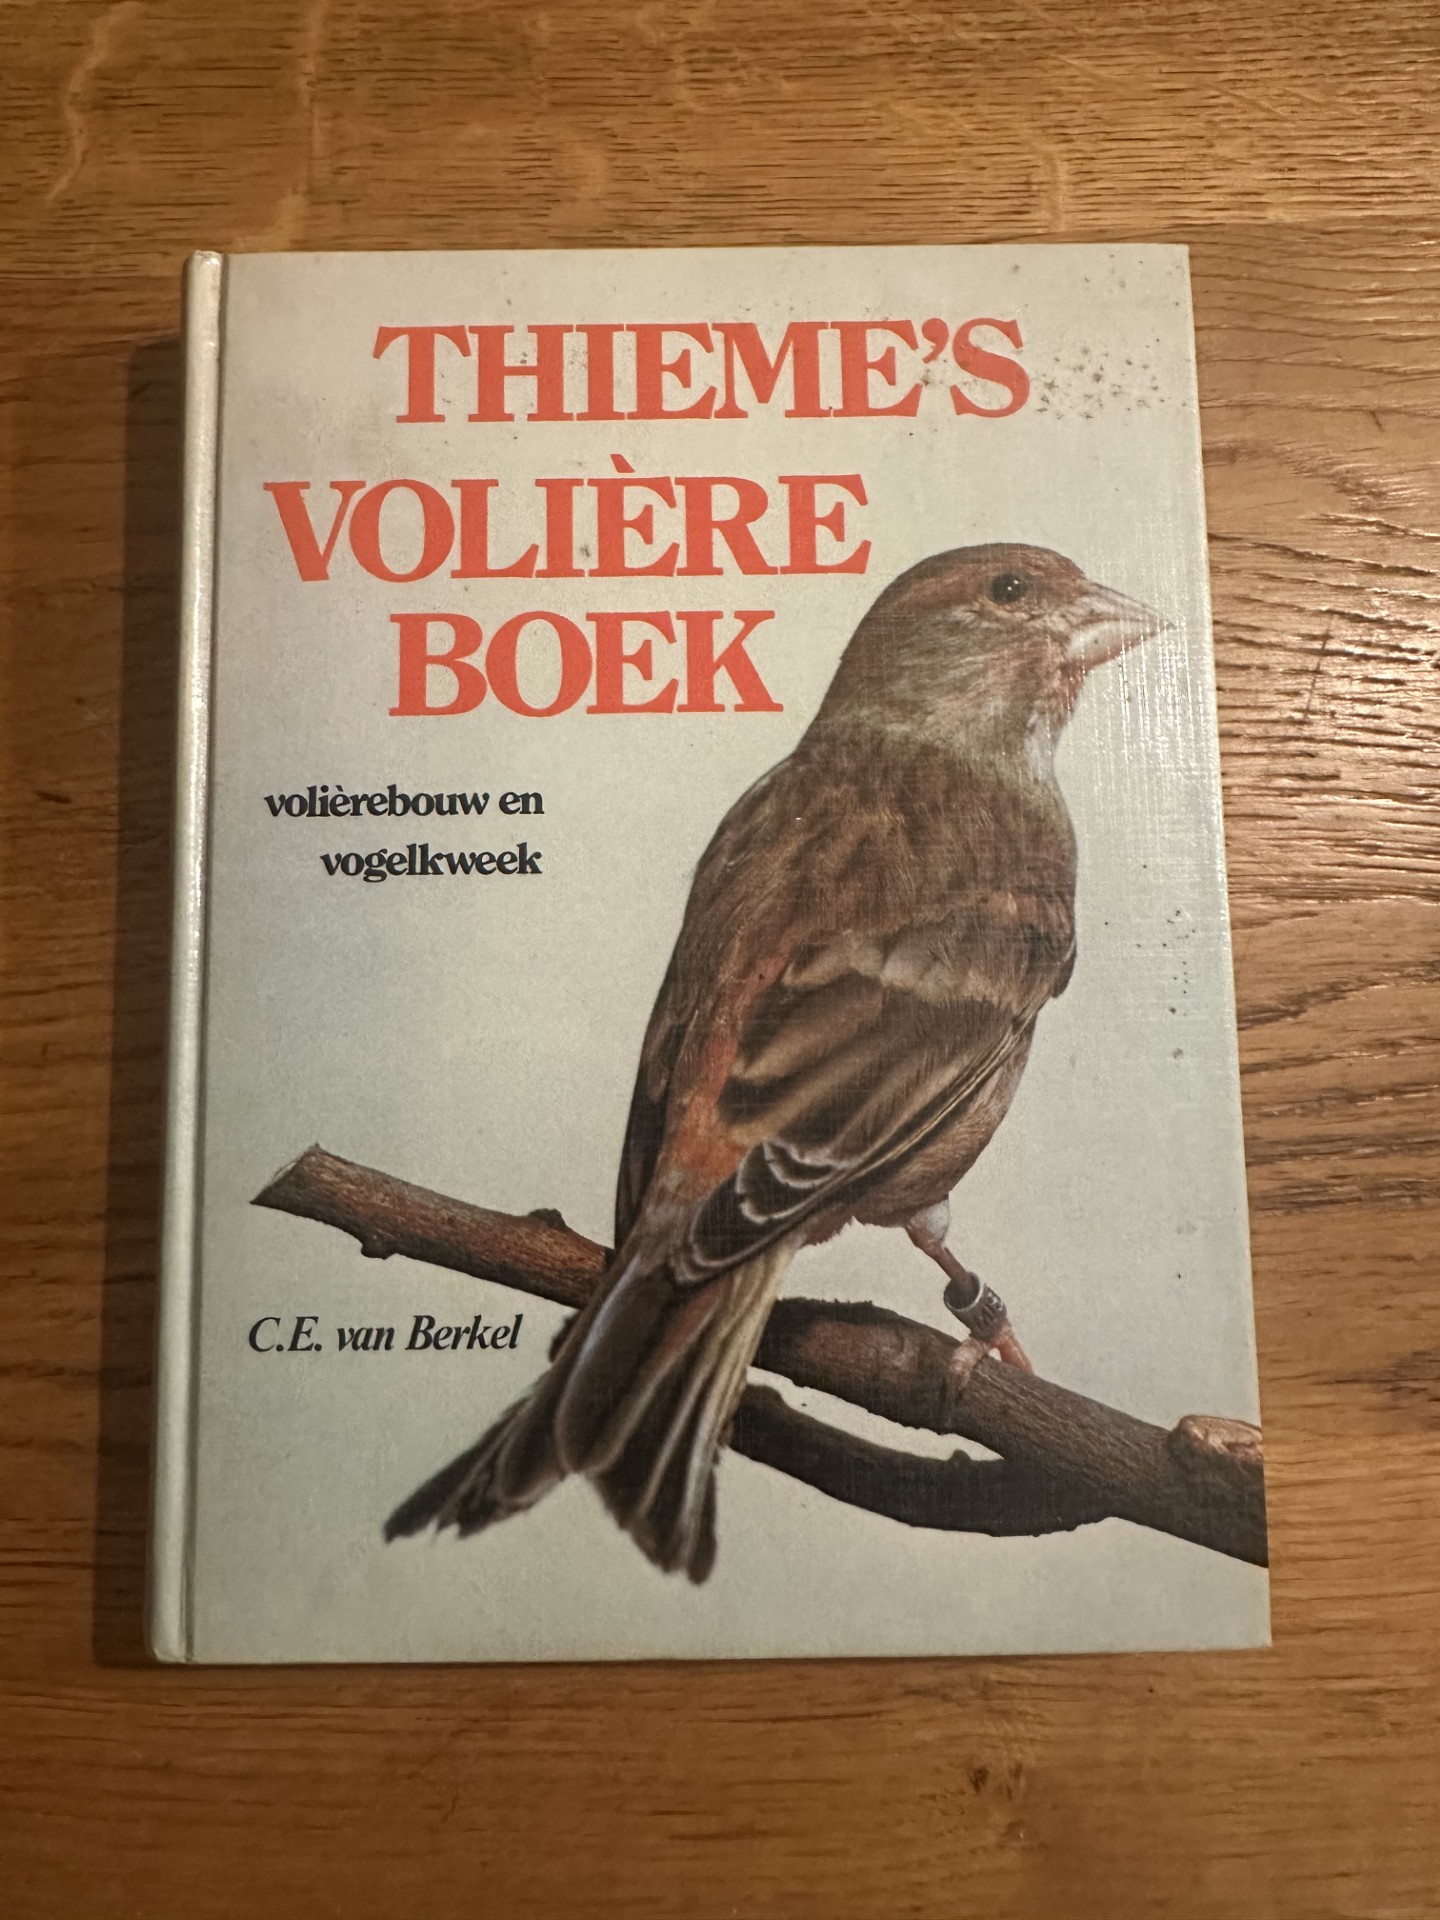 THIEME'S
VOLIÈRE
BOEK
volièrebouw en
vogelkweek
C.E. van Berkel